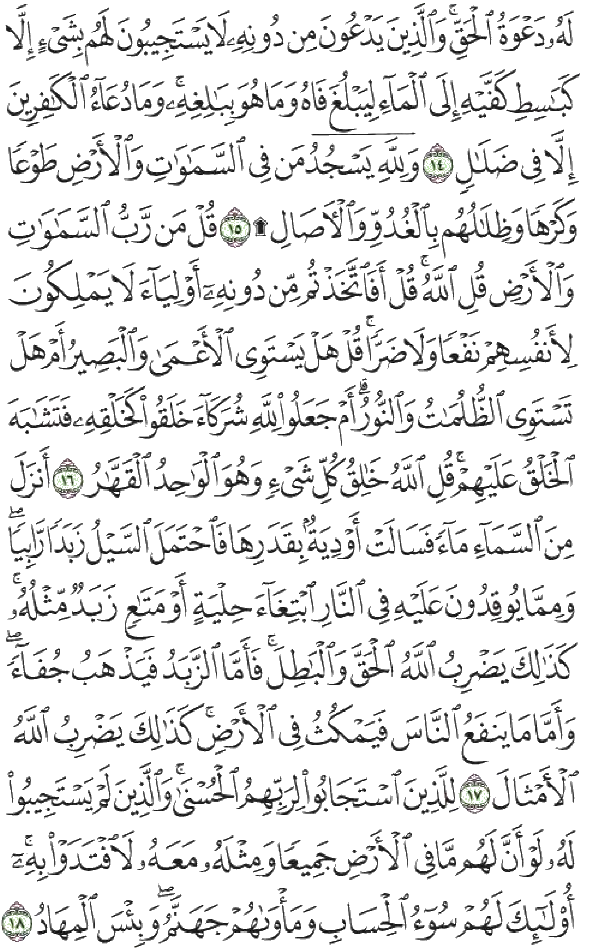 لَهُۥ دَعْوَةُ ٱلْحَقِّ ۖ وَٱلَّذِينَ يَدْعُونَ مِن دُونِهِۦ لَا يَسْتَجِيبُونَ لَهُم بِشَىْءٍ إِلَّا
كَبَٰسِطِ كَفَّيْهِ إِلَى ٱلْمَآءِ لِيَبْلُغَ فَاهُ وَمَا هُوَ بِبَٰلِغِهِۦ ۚ وَمَا دُعَآءُ ٱلْكَٰفِرِينَ
إِلَّا فِى ضَلَٰلٍ ١٤ وَلِلَّهِ يَسْجُدُ مَن فِى ٱلسَّمَٰوَٰتِ وَٱلْأَرْضِ طَوْعًا
وَكَرْهًا وَظِلَٰلُهُم بِٱلْغُدُوِّ وَٱلْءَاصَالِ ١٥ قُلْ مَن رَّبُّ ٱلسَّمَٰوَٰتِ
وَٱلْأَرْضِ قُلِ ٱللَّهُ ۚ قُلْ أَفَٱتَّخَذْتُم مِّن دُونِهِۦٓ أَوْلِيَآءَ لَا يَمْلِكُونَ
لِأَنفُسِهِمْ نَفْعًا وَلَا ضَرًّا ۚ قُلْ هَلْ يَسْتَوِى ٱلْأَعْمَىٰ وَٱلْبَصِيرُ أَمْ هَلْ
تَسْتَوِى ٱلظُّلُمَٰتُ وَٱلنُّورُ ۗ أَمْ جَعَلُوا۟ لِلَّهِ شُرَكَآءَ خَلَقُوا۟ كَخَلْقِهِۦ فَتَشَٰبَهَ
ٱلْخَلْقُ عَلَيْهِمْ ۚ قُلِ ٱللَّهُ خَٰلِقُ كُلِّ شَىْءٍ وَهُوَ ٱلْوَٰحِدُ ٱلْقَهَّٰرُ ١٦ أَنزَلَ
مِنَ ٱلسَّمَآءِ مَآءً فَسَالَتْ أَوْدِيَةٌۢ بِقَدَرِهَا فَٱحْتَمَلَ ٱلسَّيْلُ زَبَدًا رَّابِيًا ۖ
وَمِمَّا يُوقِدُونَ عَلَيْهِ فِى ٱلنَّارِ ٱبْتِغَآءَ حِلْيَةٍ أَوْ مَتَٰعٍ زَبَدٌ مِّثْلُهُۥ ۚ
كَذَٰلِكَ يَضْرِبُ ٱللَّهُ ٱلْحَقَّ وَٱلْبَٰطِلَ ۚ فَأَمَّا ٱلزَّبَدُ فَيَذْهَبُ جُفَآءً ۖ
وَأَمَّا مَا يَنفَعُ ٱلنَّاسَ فَيَمْكُثُ فِى ٱلْأَرْضِ ۚ كَذَٰلِكَ يَضْرِبُ ٱللَّهُ
ٱلْأَمْثَالَ ١٧ لِلَّذِينَ ٱسْتَجَابُوا۟ لِرَبِّهِمُ ٱلْحُسْنَىٰ ۚ وَٱلَّذِينَ لَمْ يَسْتَجِيبُوا۟
لَهُۥ لَوْ أَنَّ لَهُم مَّا فِى ٱلْأَرْضِ جَمِيعًا وَمِثْلَهُۥ مَعَهُۥ لَٱفْتَدَوْا۟ بِهِۦٓ ۚ
أُو۟لَٰٓئِكَ لَهُمْ سُوٓءُ ٱلْحِسَابِ وَمَأْوَىٰهُمْ جَهَنَّمُ ۖ وَبِئْسَ ٱلْمِهَادُ ١٨